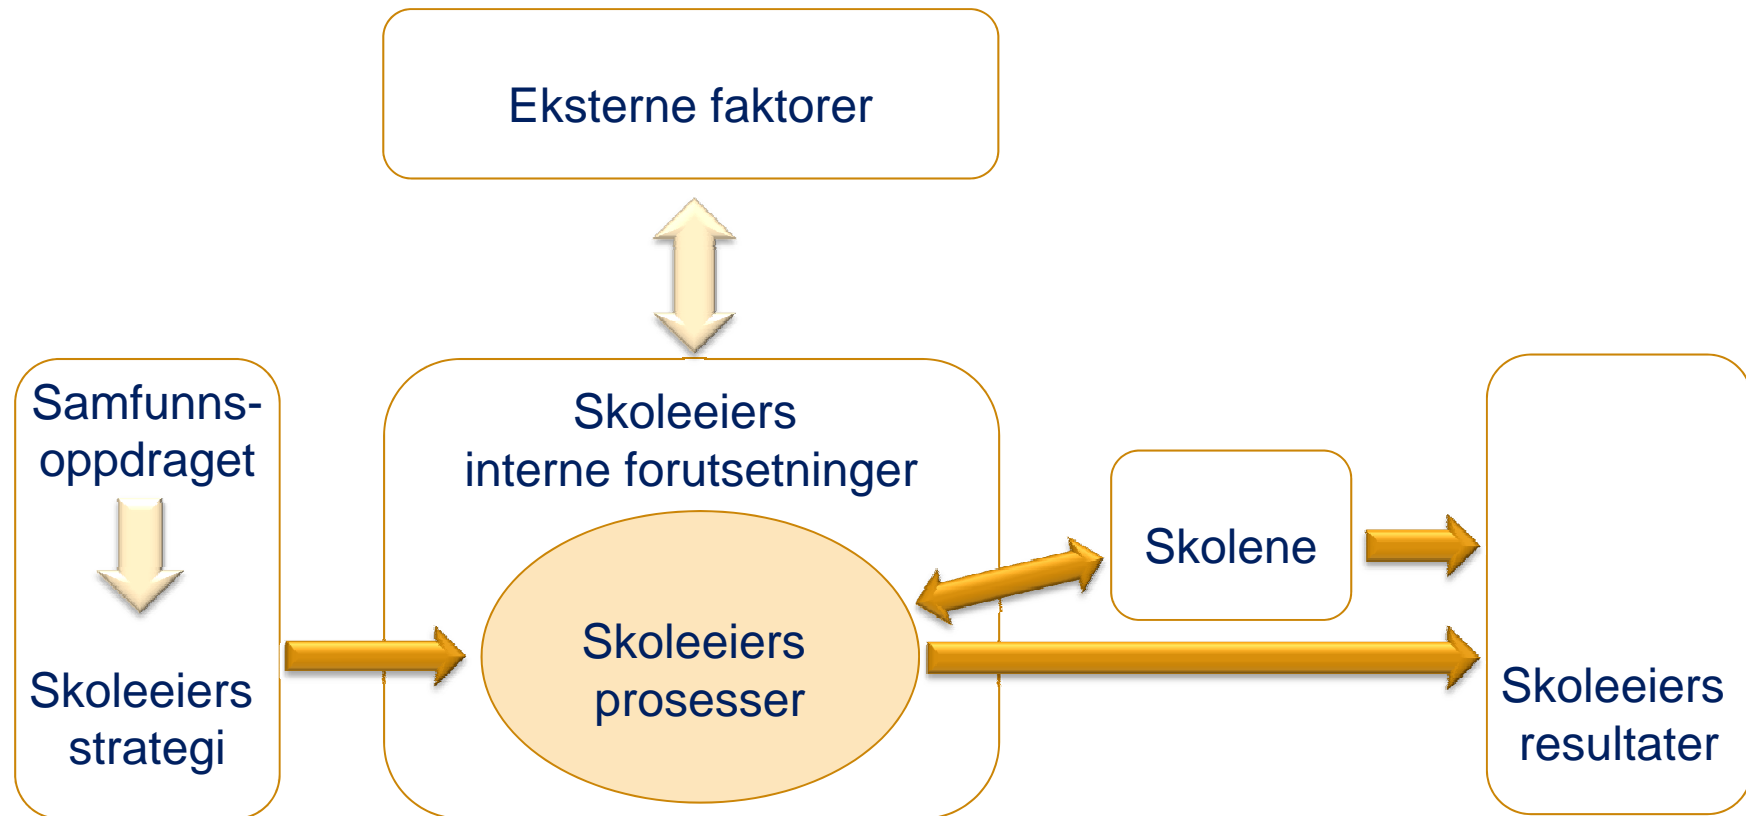 Eksterne faktorer
Samfunns-
oppdraget
Skoleeiers
strategi
Skoleeiers
interne forutsetninger
Skoleeiers
prosesser
Skolene
Skoleeiers
resultater